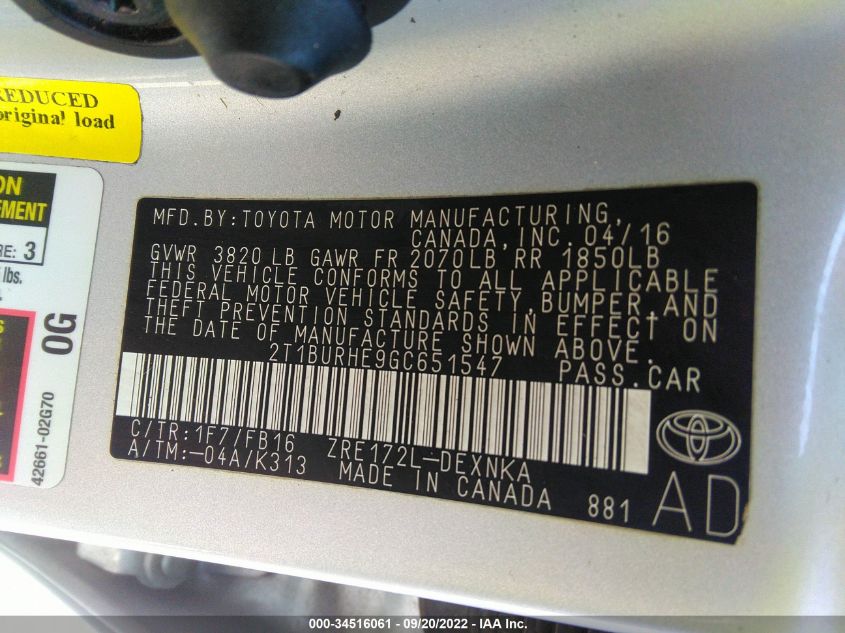 REDUCED
original load
ON
EMENT
RE: 3
lbs.
0G
42661-02G70
MFD.BY:TOYOTA MOTOR MANUFACTURING,
CANADA,INC.04/16
GVWR 3820 LB GAWR FR 2070LB RR 1850LB
THIS VEHICLE CONFORMS TO ALL APPLICABLE
FEDERAL MOTOR VEHICLE SAFETY,BUMPER,AND
THEFT PREVENTION STANDARDS IN EFFECT ON
THE DATE OF MANUFACTURE SHOWN ABOVE.
2T1BURHE9GC651547 PASS.CAR
C/TR:1F7/FB16 ZRE172L-DEXNKA
A/TM:-04A/K313 MADE IN CANADA
881 AD
000-34516061 - 09/20/2022 - IAA Inc.